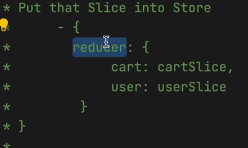 * Put that Slice into Store
* - {
* reducer: {
* cart: cartSlice,
* user: userSlice
* }
* }
*